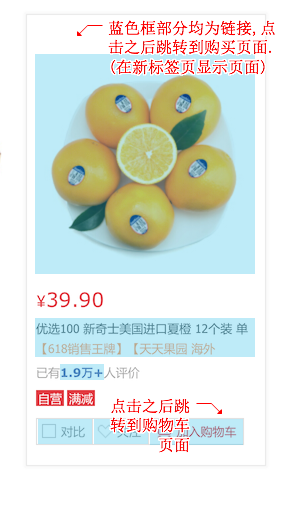 蓝色框部分均为链接,点
击之后跳转到购买页面.
(在新标签页显示页面)
¥39.90
优选100 新奇士美国进口夏橙 12个装 单
【618销售王牌】【天天果园 海外
已有1.9万+人评价
自营 满减
点击之后跳
转到购物车
页面
对比 关注 加入购物车